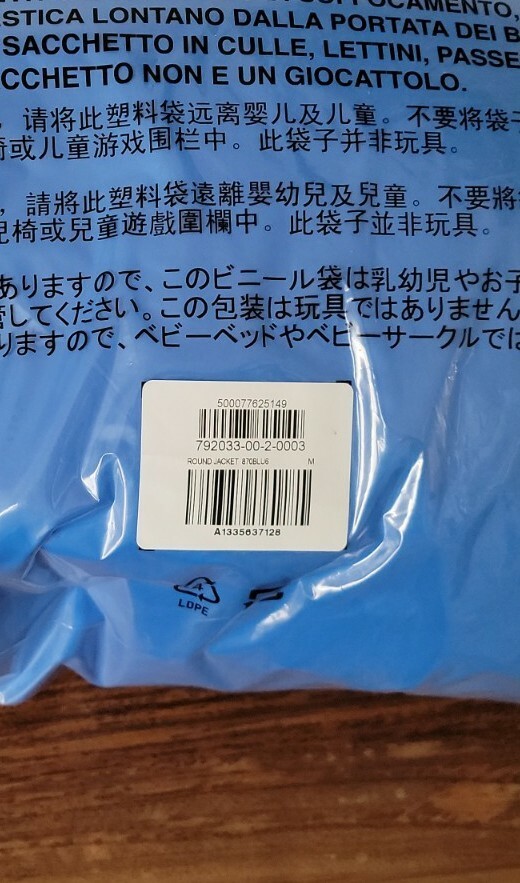 STICA LONTANO DALLA PORTATA DEI B
SACCHETTO IN CULLE, LETTINI, PASSE
CCHETTO NON E UN GIOCATTOLO.
，请将此塑料袋远离婴儿及儿童。不要将袋子
椅或儿童游戏围栏中。此袋子并非玩具。
，請將此塑料袋遠離嬰幼兒及兒童。不要將
兒椅或兒童遊戲圍欄中。此袋子並非玩具。
ありますので、このビニール袋は乳幼児やお子
管してください。この包装は玩具ではありません
りますので、ベビーベッドやベビーサークルでは
500077625149
792033-00-2-0003
ROUND JACKET 870BLU6 M
A1335637128
4
LDPE